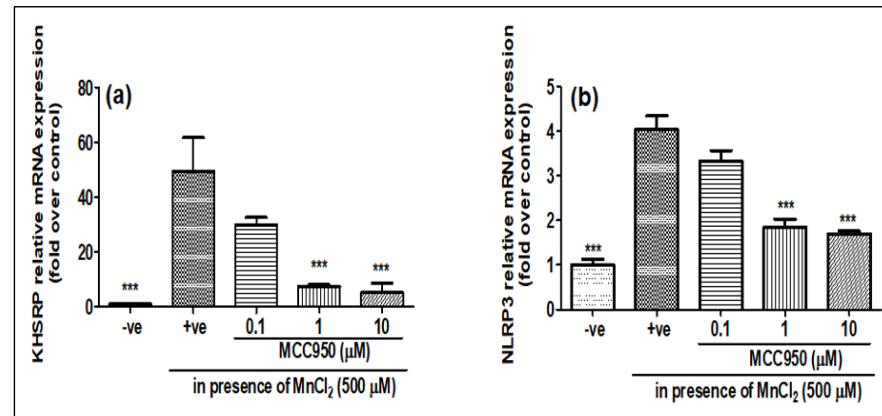 KHSRP relative mRNA expression
(fold over control)
(a)
80
60
40
20
0
***
***
***
-ve
+ve
0.1
1
10
MCC950 (µM)
in presence of MnCl₂ (500 µM)
NLRP3 relative mRNA expression
(fold over control)
(b)
5
4
3
2
1
0
***
***
***
-ve
+ve
0.1
1
10
MCC950 (µM)
in presence of MnCl₂ (500 µM)